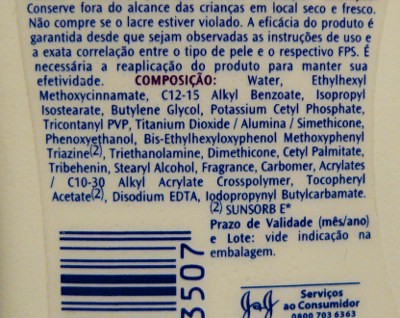 Conserve fora do alcance das crianças em local seco e fresco.
Não compre se o lacre estiver violado. A eficácia do produto é
garantida desde que sejam observadas as instruções de uso e
a exata correlação entre o tipo de pele e o respectivo FPS. É
necessária a reaplicação do produto para manter sua
efetividade. COMPOSIÇÃO: Water, Ethylhexyl
Methoxycinnamate, C12-15 Alkyl Benzoate, Isopropyl
Isostearate, Butylene Glycol, Potassium Cetyl Phosphate,
Tricontanyl PVP, Titanium Dioxide / Alumina / Simethicone,
Phenoxyethanol, Bis-Ethylhexyloxyphenol Methoxyphenyl
Triazine(2), Triethanolamine, Dimethicone, Cetyl Palmitate,
Tribehenin, Stearyl Alcohol, Fragrance, Carbomer, Acrylates
/ C10-30 Alkyl Acrylate Crosspolymer, Tocopheryl
Acetate(2), Disodium EDTA, Iodopropynyl Butylcarbamate.
(2) SUNSORB E*
Prazo de Validade (mês/ano)
e Lote: vide indicação na
embalagem.
3507
J&J Serviços
ao Consumidor
0800 703 6363